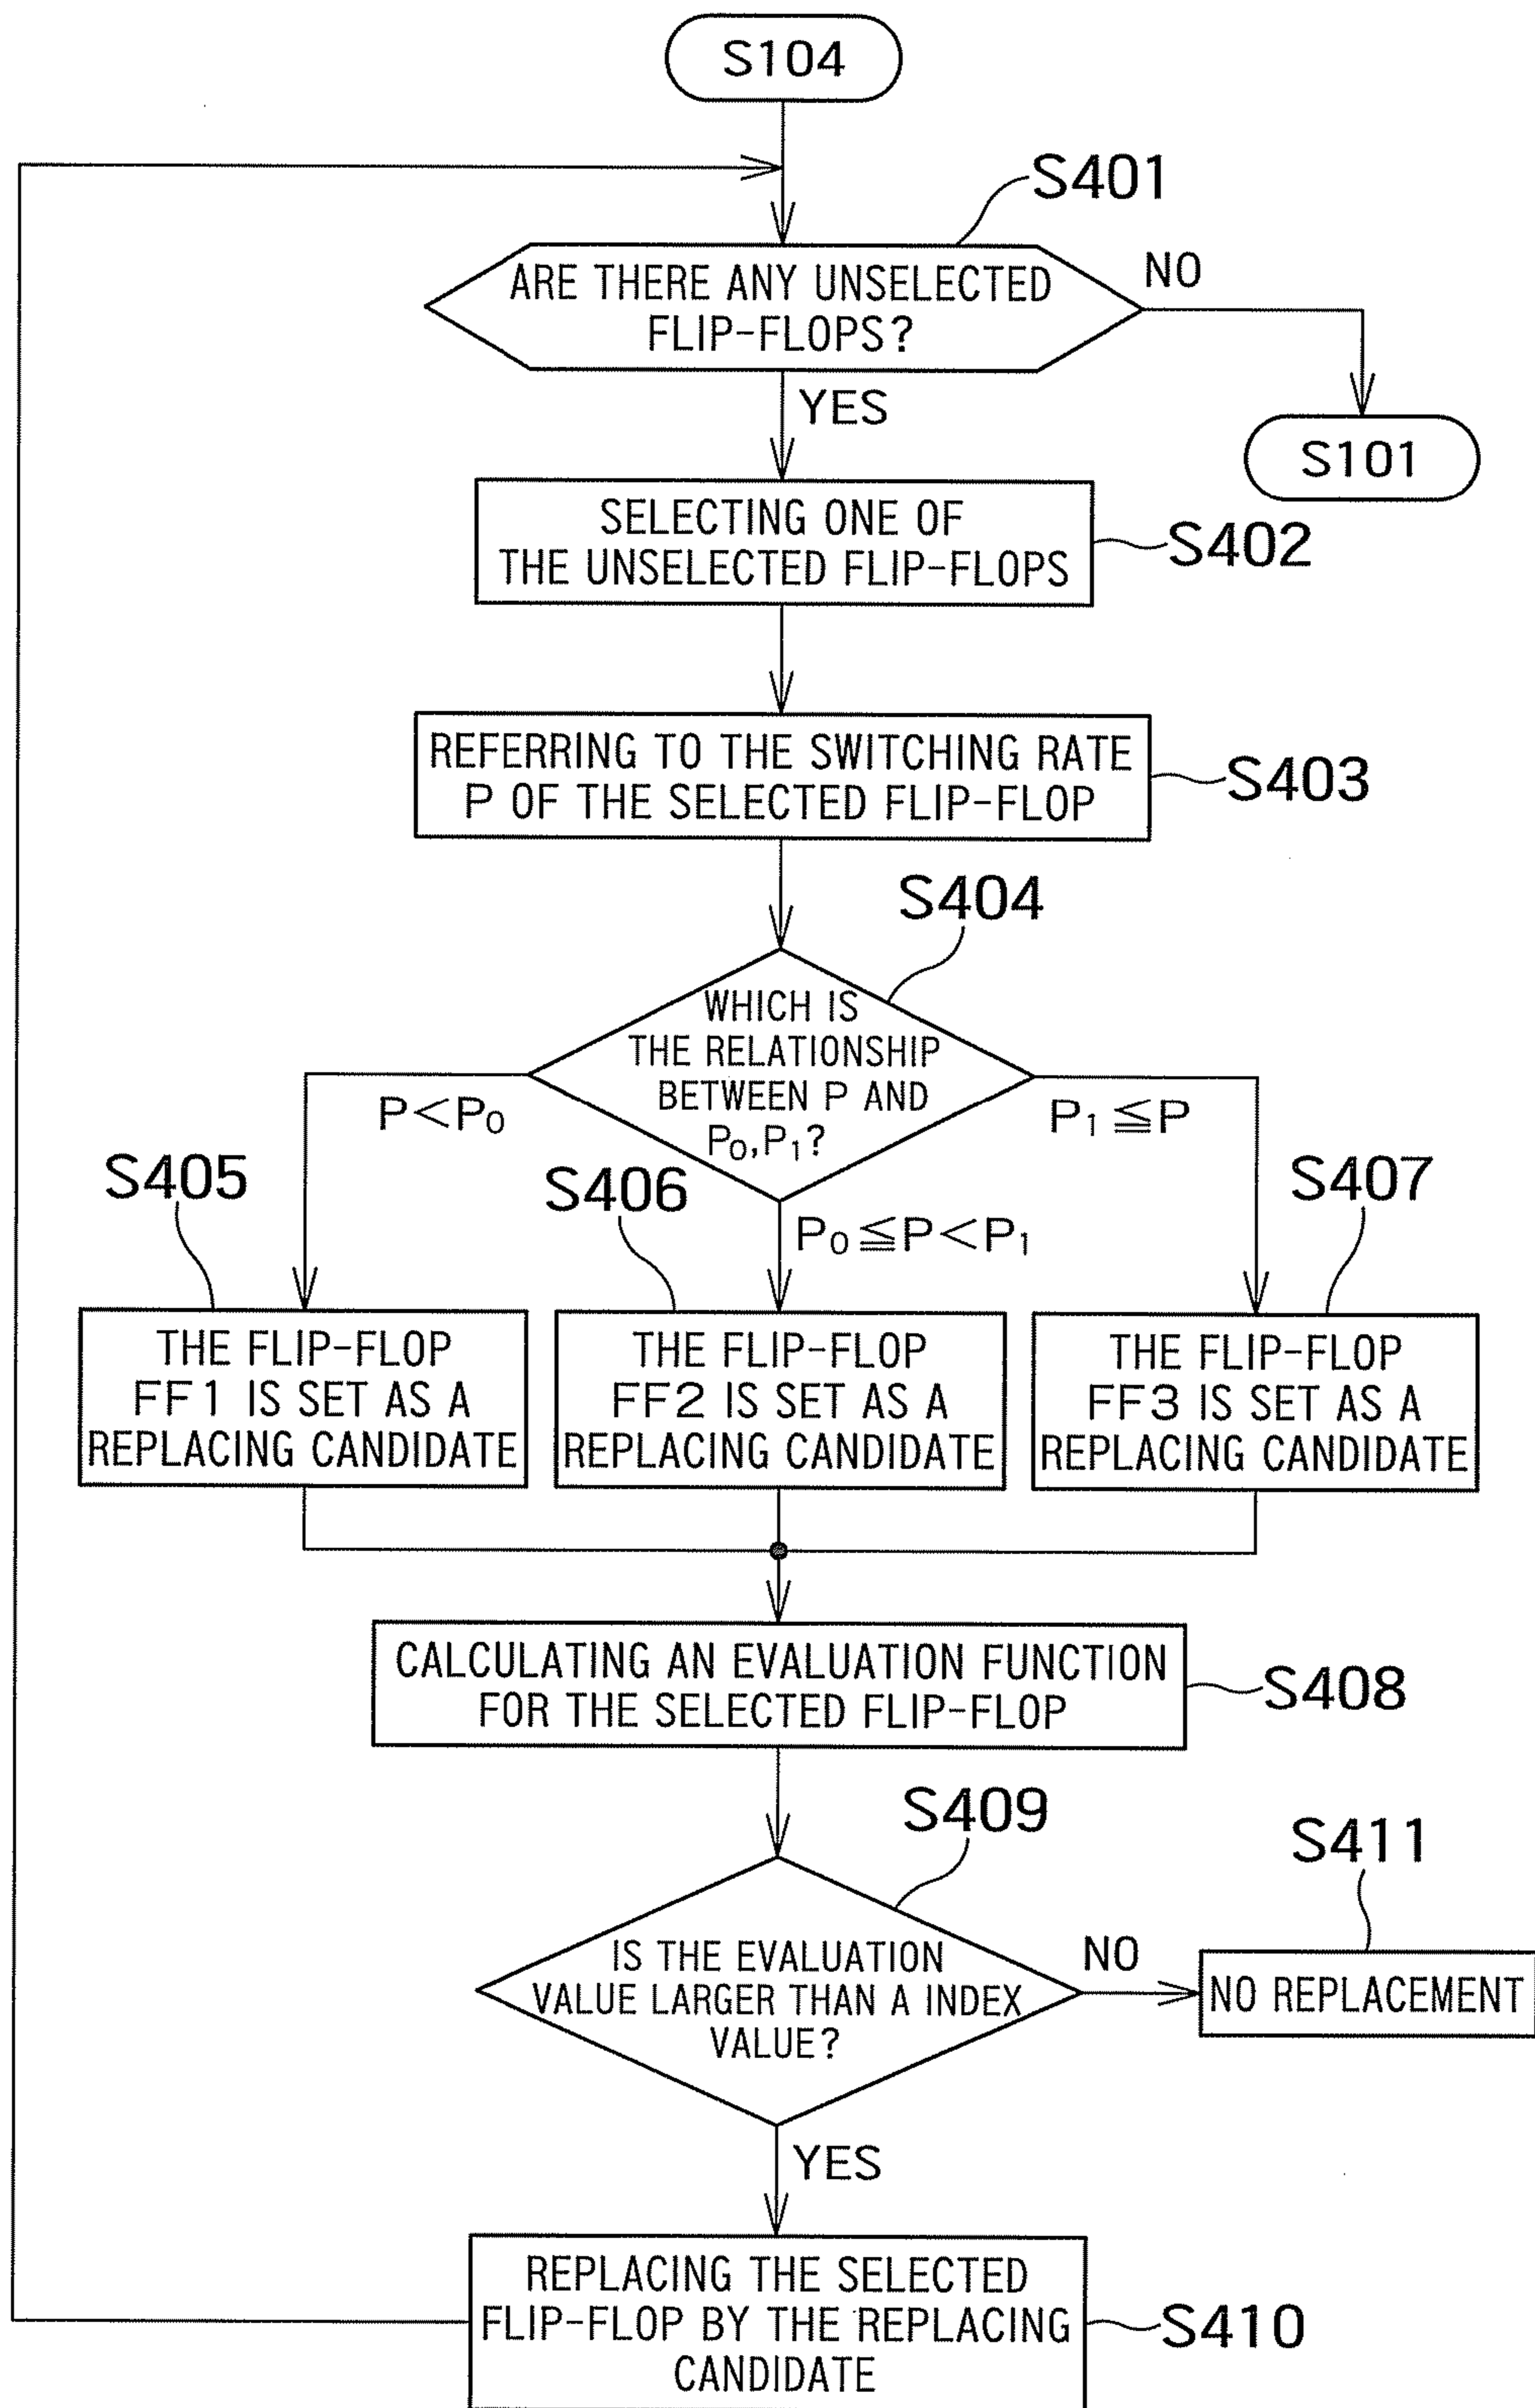 S104
S401
ARE THERE ANY UNSELECTED
FLIP-FLOPS?
NO
YES
S101
SELECTING ONE OF
THE UNSELECTED FLIP-FLOPS
S402
REFERRING TO THE SWITCHING RATE
P OF THE SELECTED FLIP-FLOP
S403
S404
WHICH IS
THE RELATIONSHIP
BETWEEN P AND
P₀,P₁?
P<P₀
P₁≦P
P₀≦P<P₁
S405
S406
S407
THE FLIP-FLOP
FF1 IS SET AS A
REPLACING CANDIDATE
THE FLIP-FLOP
FF2 IS SET AS A
REPLACING CANDIDATE
THE FLIP-FLOP
FF3 IS SET AS A
REPLACING CANDIDATE
CALCULATING AN EVALUATION FUNCTION
FOR THE SELECTED FLIP-FLOP
S408
S409
IS THE EVALUATION
VALUE LARGER THAN A INDEX
VALUE?
NO
S411
NO REPLACEMENT
YES
REPLACING THE SELECTED
FLIP-FLOP BY THE REPLACING
CANDIDATE
S410